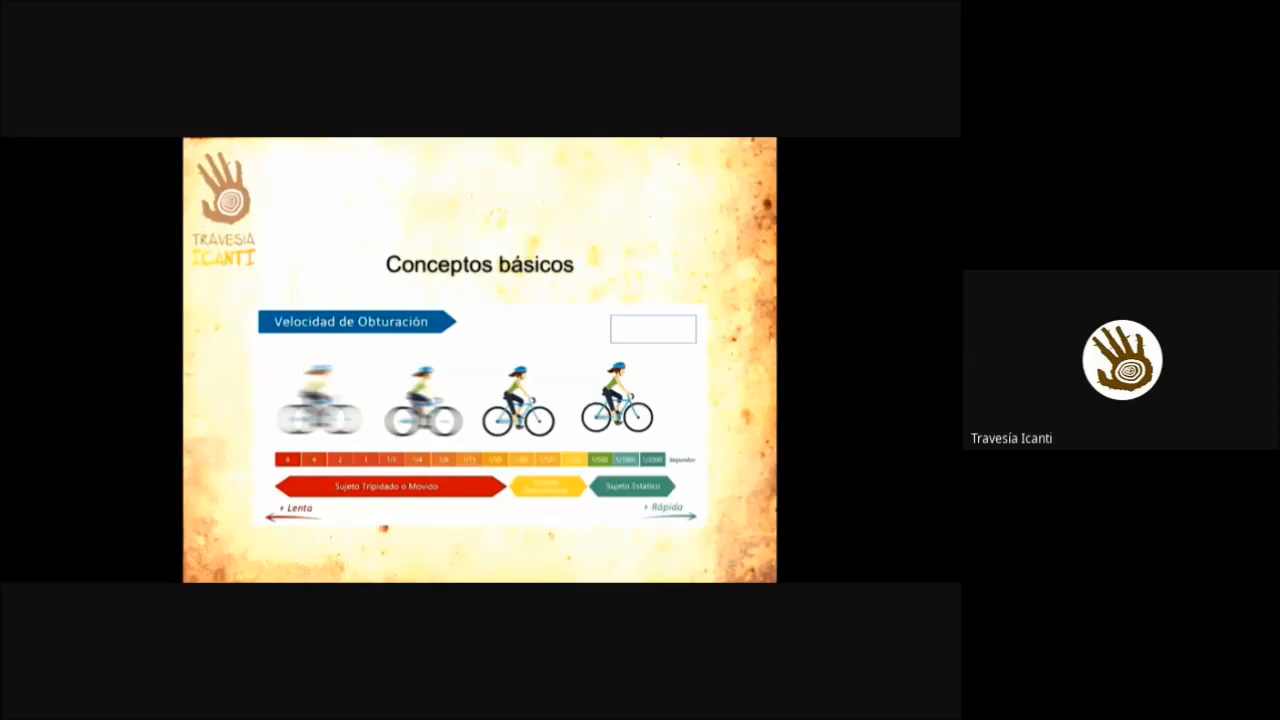 TRAVESIA
ICANTI
Conceptos básicos
Velocidad de Obturación
8 4 2 1 1/2 1/4 1/8 1/15 1/30 1/60 1/125 1/500 1/1000 1/2000 Segundos
Sujeto Tripidado o Movido
Sujeto Estático
+ Lenta
+ Rápida
Travesía Icanti